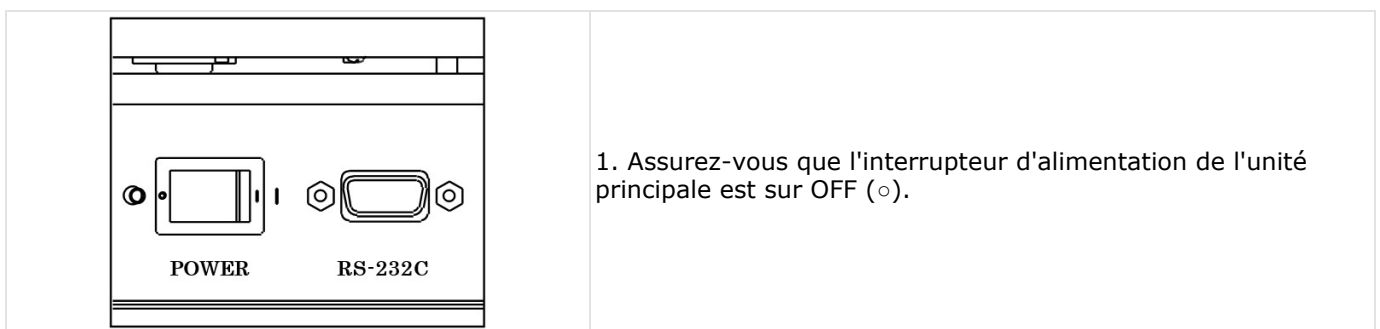 1. Assurez-vous que l'interrupteur d'alimentation de l'unité
principale est sur OFF (○).
POWER RS-232C